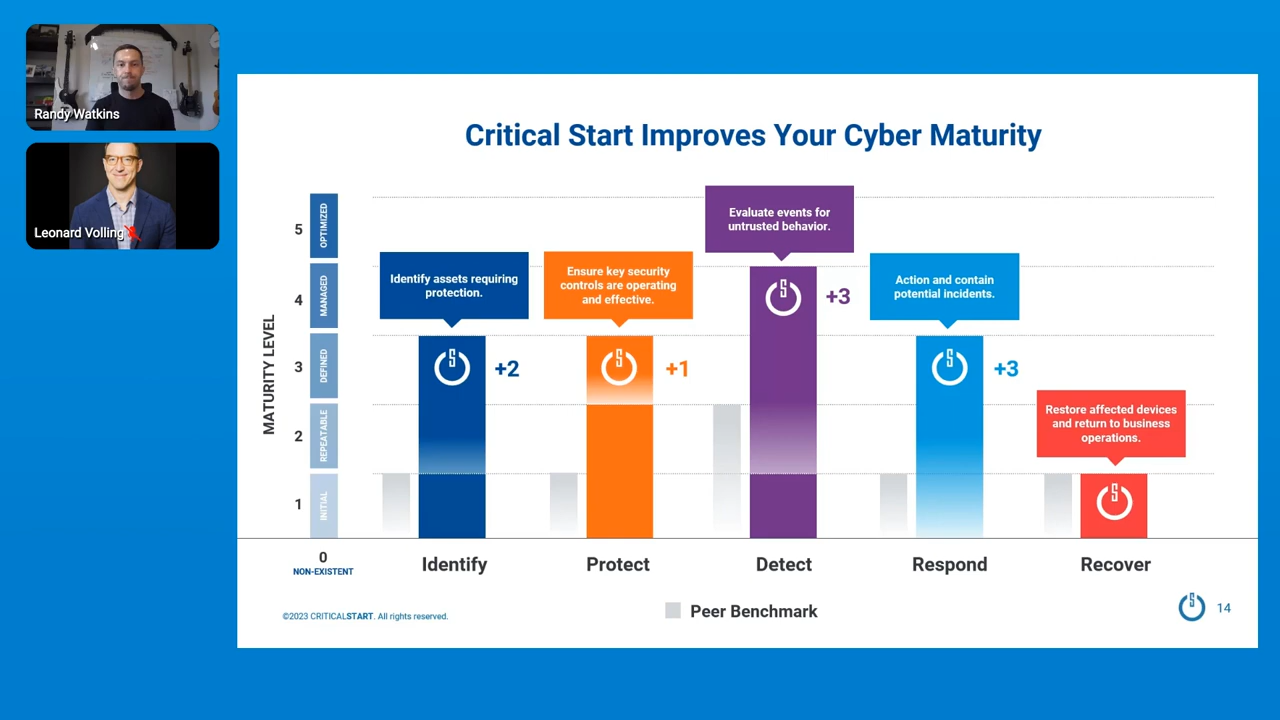 Randy Watkins
Leonard Volling
Critical Start Improves Your Cyber Maturity
MATURITY LEVEL
5
OPTIMIZED
4
MANAGED
3
DEFINED
2
REPEATABLE
1
INITIAL
0
NON-EXISTENT
Identify assets requiring
protection.
+2
Identify
Ensure key security
controls are operating
and effective.
+1
Protect
Evaluate events for
untrusted behavior.
+3
Detect
Action and contain
potential incidents.
+3
Respond
Restore affected devices
and return to business
operations.
Recover
Peer Benchmark
©2023 CRITICALSTART. All rights reserved.
14